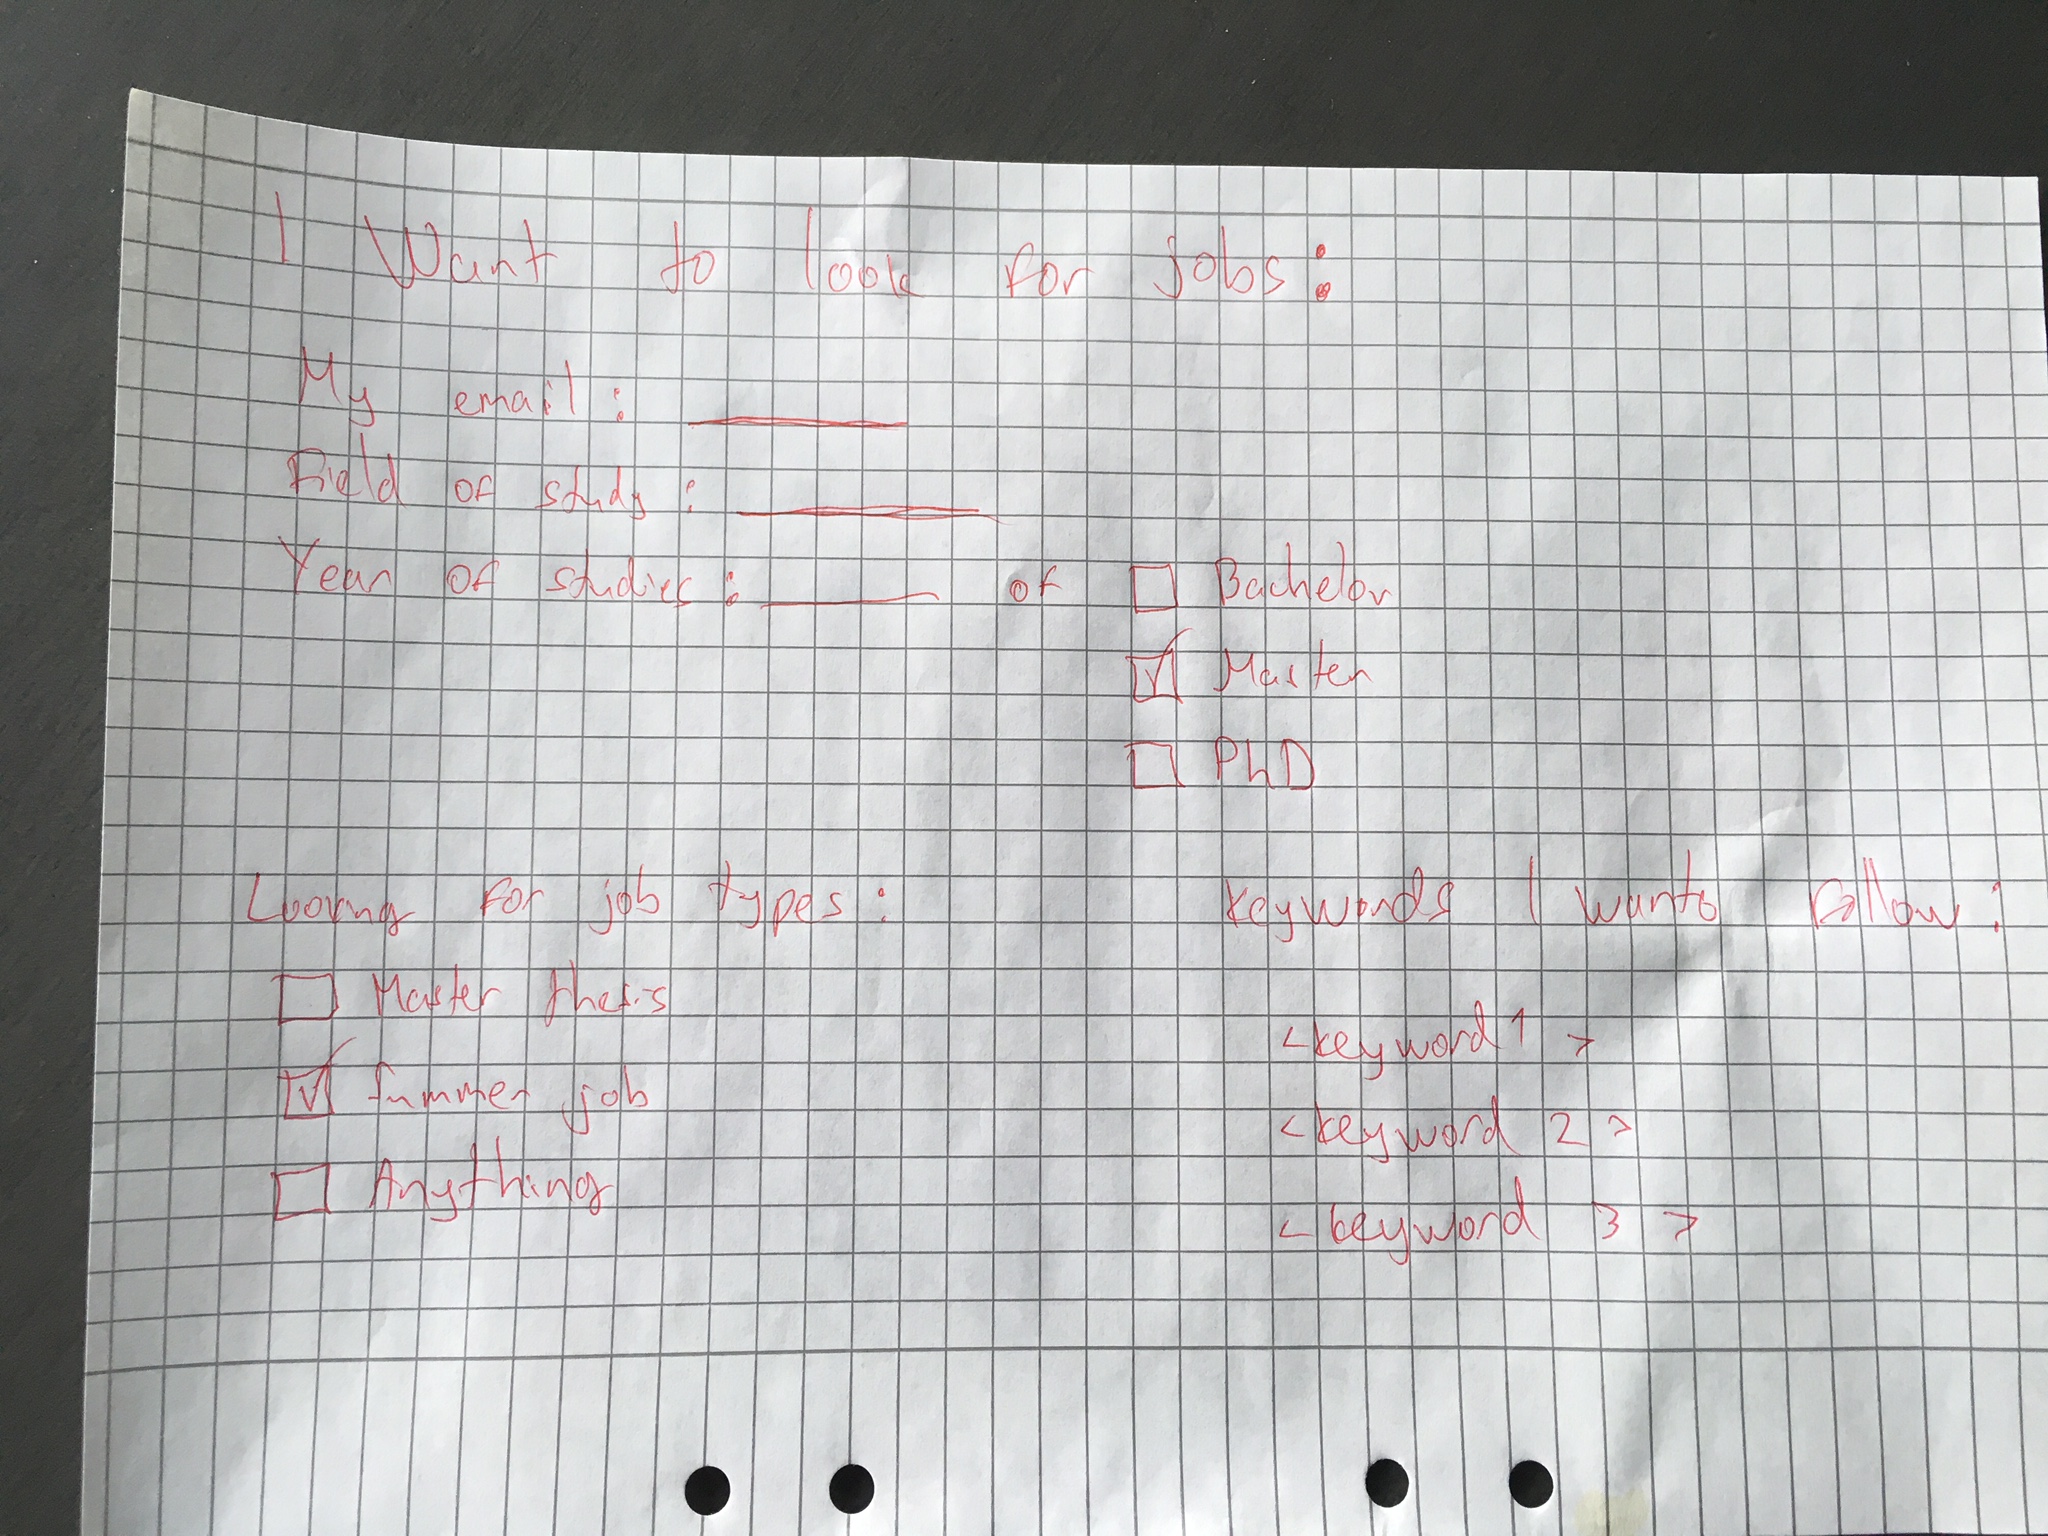 I Want to look for jobs:
My email: ______
Field of study: ______
Year of studies: ______ of ☐ Bachelor
☑ Master
☐ PhD
Looking for job types:
☐ Master thesis
☑ Summer job
☐ Anything
Keywords I want to follow:
<keyword 1>
<keyword 2>
<keyword 3>